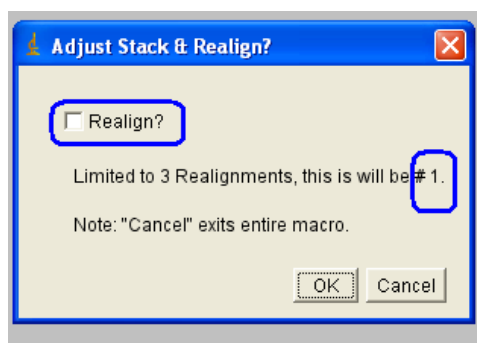 Adjust Stack & Realign?
Realign?
Limited to 3 Realignments, this is will be # 1.
Note: "Cancel" exits entire macro.
OK Cancel